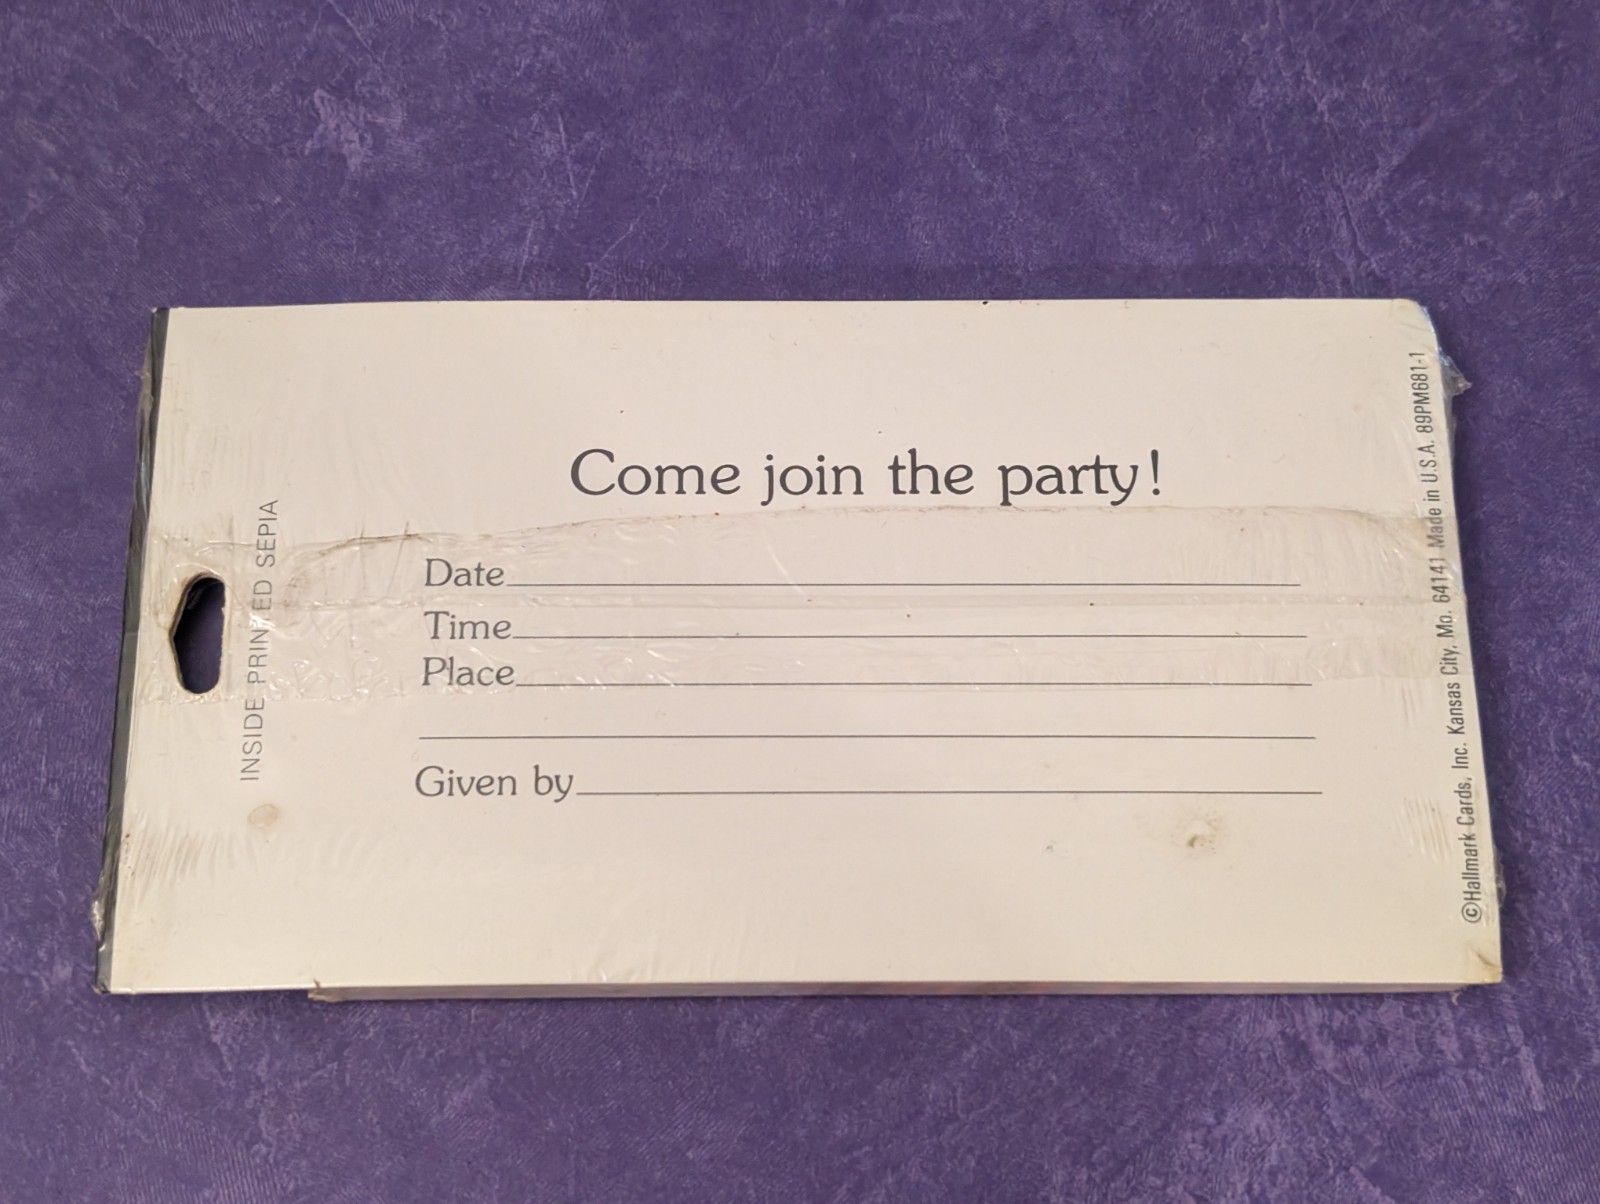 Come join the party!
Date
Time
Place
Given by
INSIDE PRINTED SEPIA
©Hallmark Cards, Inc. Kansas City, Mo. 64141 Made in U.S.A. 89PM681-1